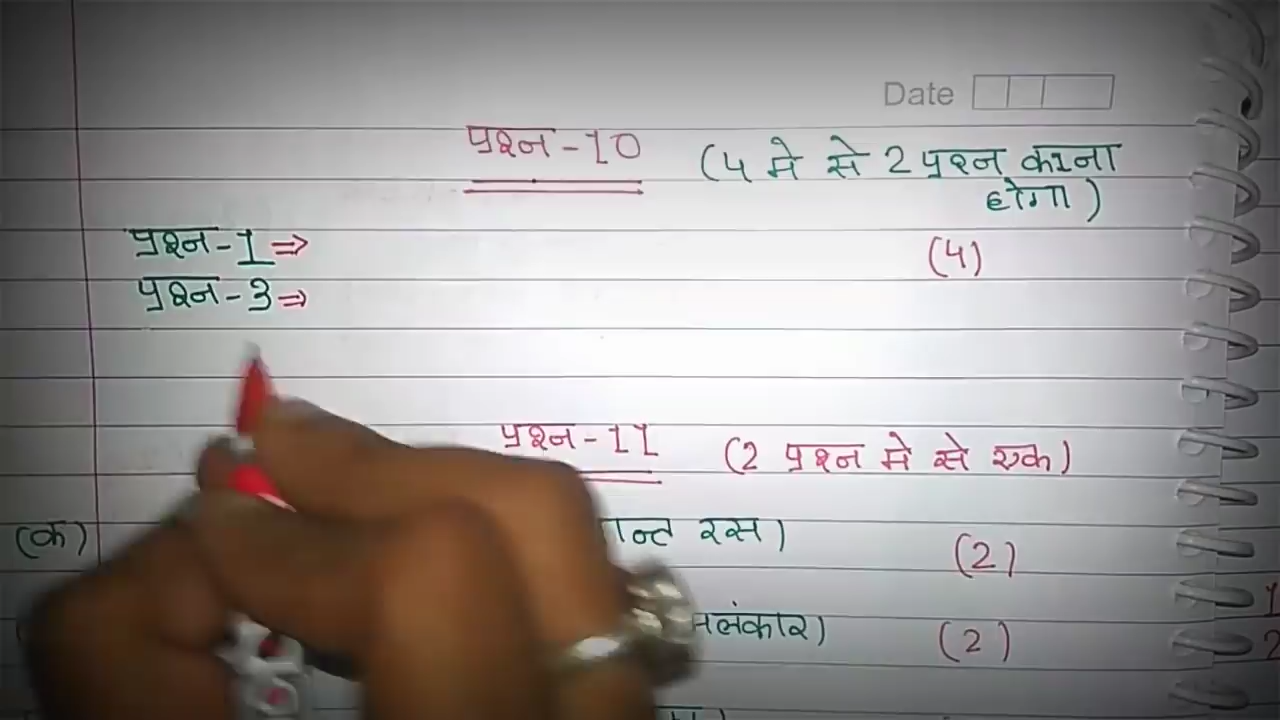 Date
प्रश्न-10 (4 मे से 2 प्रश्न करना
होगा)
प्रश्न-1⇒ (4)
प्रश्न-3⇒
प्रश्न-11 (2 प्रश्न मे से एक)
(क) रस) (2)
(2)